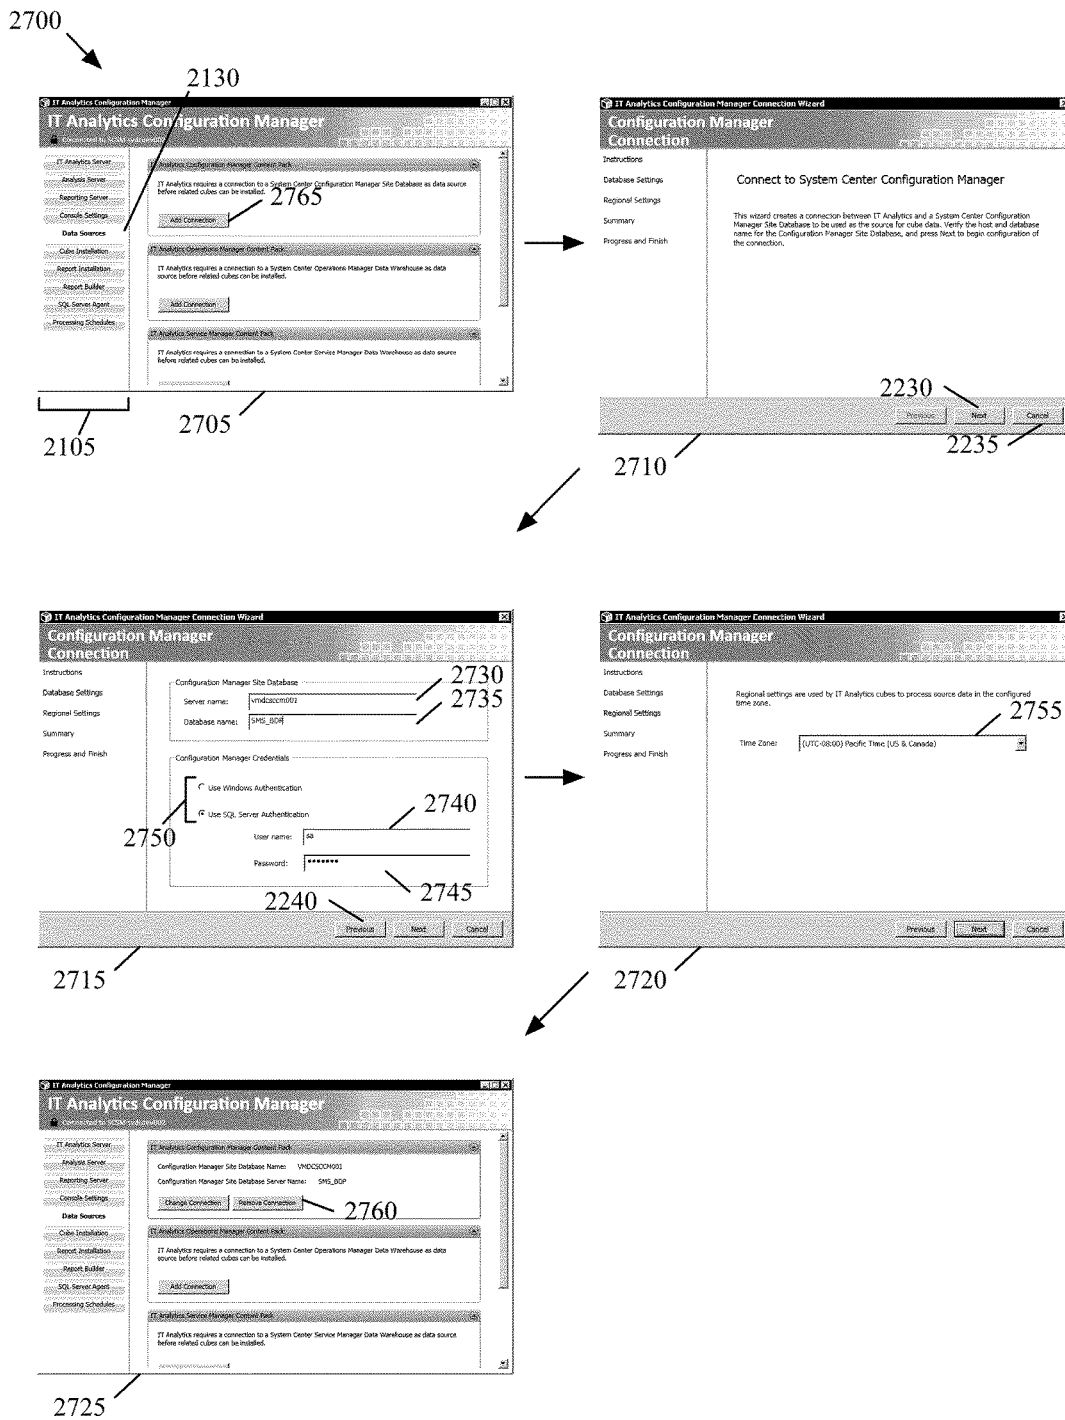 2700
2130
IT Analytics Configuration Manager
IT Analytics Configuration Manager
IT Analytics Server
Analysis Server
Reporting Server
Console Settings
Data Sources
Cube Installation
Report Installation
Report Builder
SQL Server Agent
Processing Schedules
IT Analytics Configuration Manager Content Pack
IT Analytics requires a connection to a System Center Configuration Manager Site Database as data source
before related cubes can be installed.
2765
Add Connection
IT Analytics Operations Manager Content Pack
IT Analytics requires a connection to a System Center Operations Manager Data Warehouse as data
source before related cubes can be installed.
Add Connection
IT Analytics Service Manager Content Pack
IT Analytics requires a connection to a System Center Service Manager Data Warehouse as data source
before related cubes can be installed.
2105
2705
IT Analytics Configuration Manager Connection Wizard
Configuration Manager
Connection
Instructions
Database Settings
Regional Settings
Summary
Progress and Finish
Connect to System Center Configuration Manager
This wizard creates a connection between IT Analytics and a System Center Configuration
Manager Site Database to be used as the source for cube data. Verify the host and database
name for the Configuration Manager Site Database, and press Next to begin configuration of
the connection.
2230
Previous Next Cancel
2235
2710
IT Analytics Configuration Manager Connection Wizard
Configuration Manager
Connection
Instructions
Database Settings
Regional Settings
Summary
Progress and Finish
Configuration Manager Site Database
2730
Server name: vmdcsccm001
2735
Database name: SMS_BDP
Configuration Manager Credentials
Use Windows Authentication
2740
Use SQL Server Authentication
2750
User name: sa
Password: •••••••
2745
2240
Previous Next Cancel
2715
IT Analytics Configuration Manager Connection Wizard
Configuration Manager
Connection
Instructions
Database Settings
Regional Settings
Summary
Progress and Finish
Regional settings are used by IT Analytics cubes to process source data in the configured
time zone.
2755
Time Zone: (UTC-08:00) Pacific Time (US & Canada)
Previous Next Cancel
2720
IT Analytics Configuration Manager
IT Analytics Configuration Manager
IT Analytics Server
Analysis Server
Reporting Server
Console Settings
Data Sources
Cube Installation
Report Installation
Report Builder
SQL Server Agent
Processing Schedules
IT Analytics Configuration Manager Content Pack
Configuration Manager Site Database Name: VMDCSCCM001
Configuration Manager Site Database Server Name: SMS_BDP
Change Connection Remove Connection
2760
IT Analytics Operations Manager Content Pack
IT Analytics requires a connection to a System Center Operations Manager Data Warehouse as data
source before related cubes can be installed.
Add Connection
IT Analytics Service Manager Content Pack
IT Analytics requires a connection to a System Center Service Manager Data Warehouse as data source
before related cubes can be installed.
2725